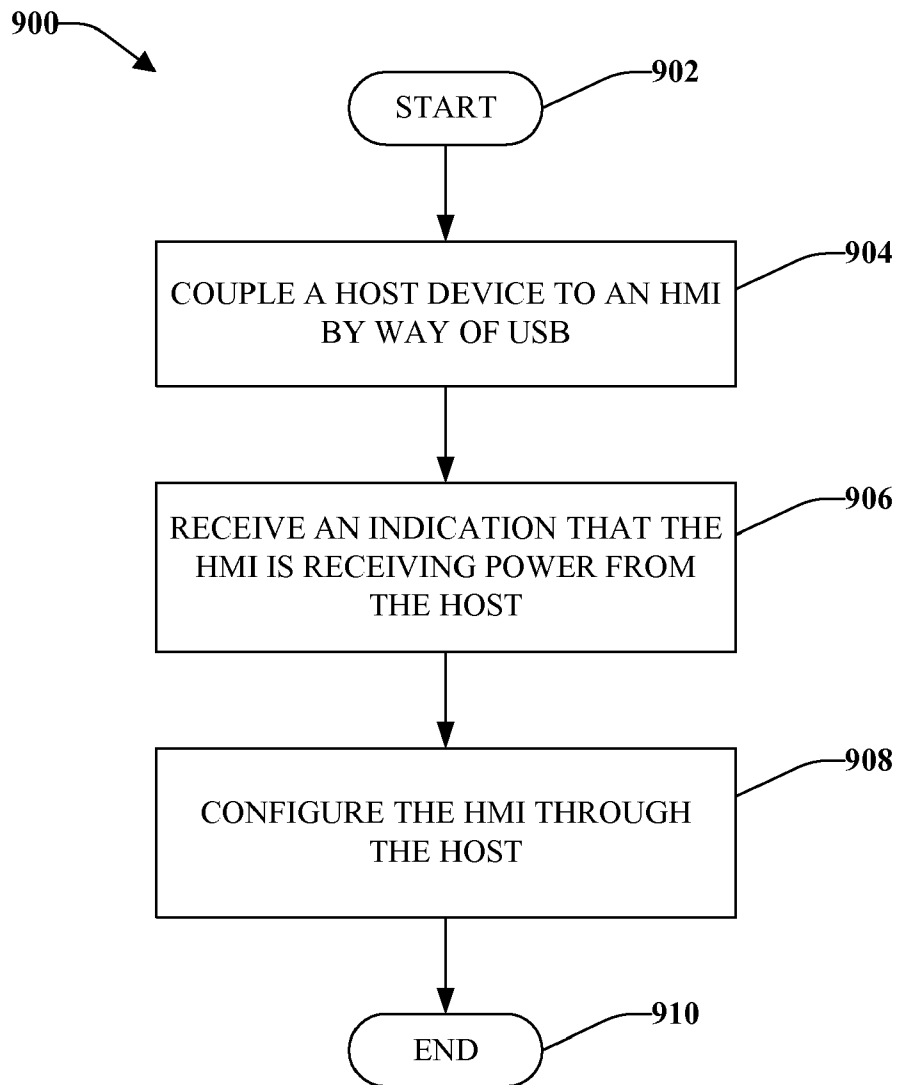 900
902
START
904
COUPLE A HOST DEVICE TO AN HMI
BY WAY OF USB
906
RECEIVE AN INDICATION THAT THE
HMI IS RECEIVING POWER FROM
THE HOST
908
CONFIGURE THE HMI THROUGH
THE HOST
910
END